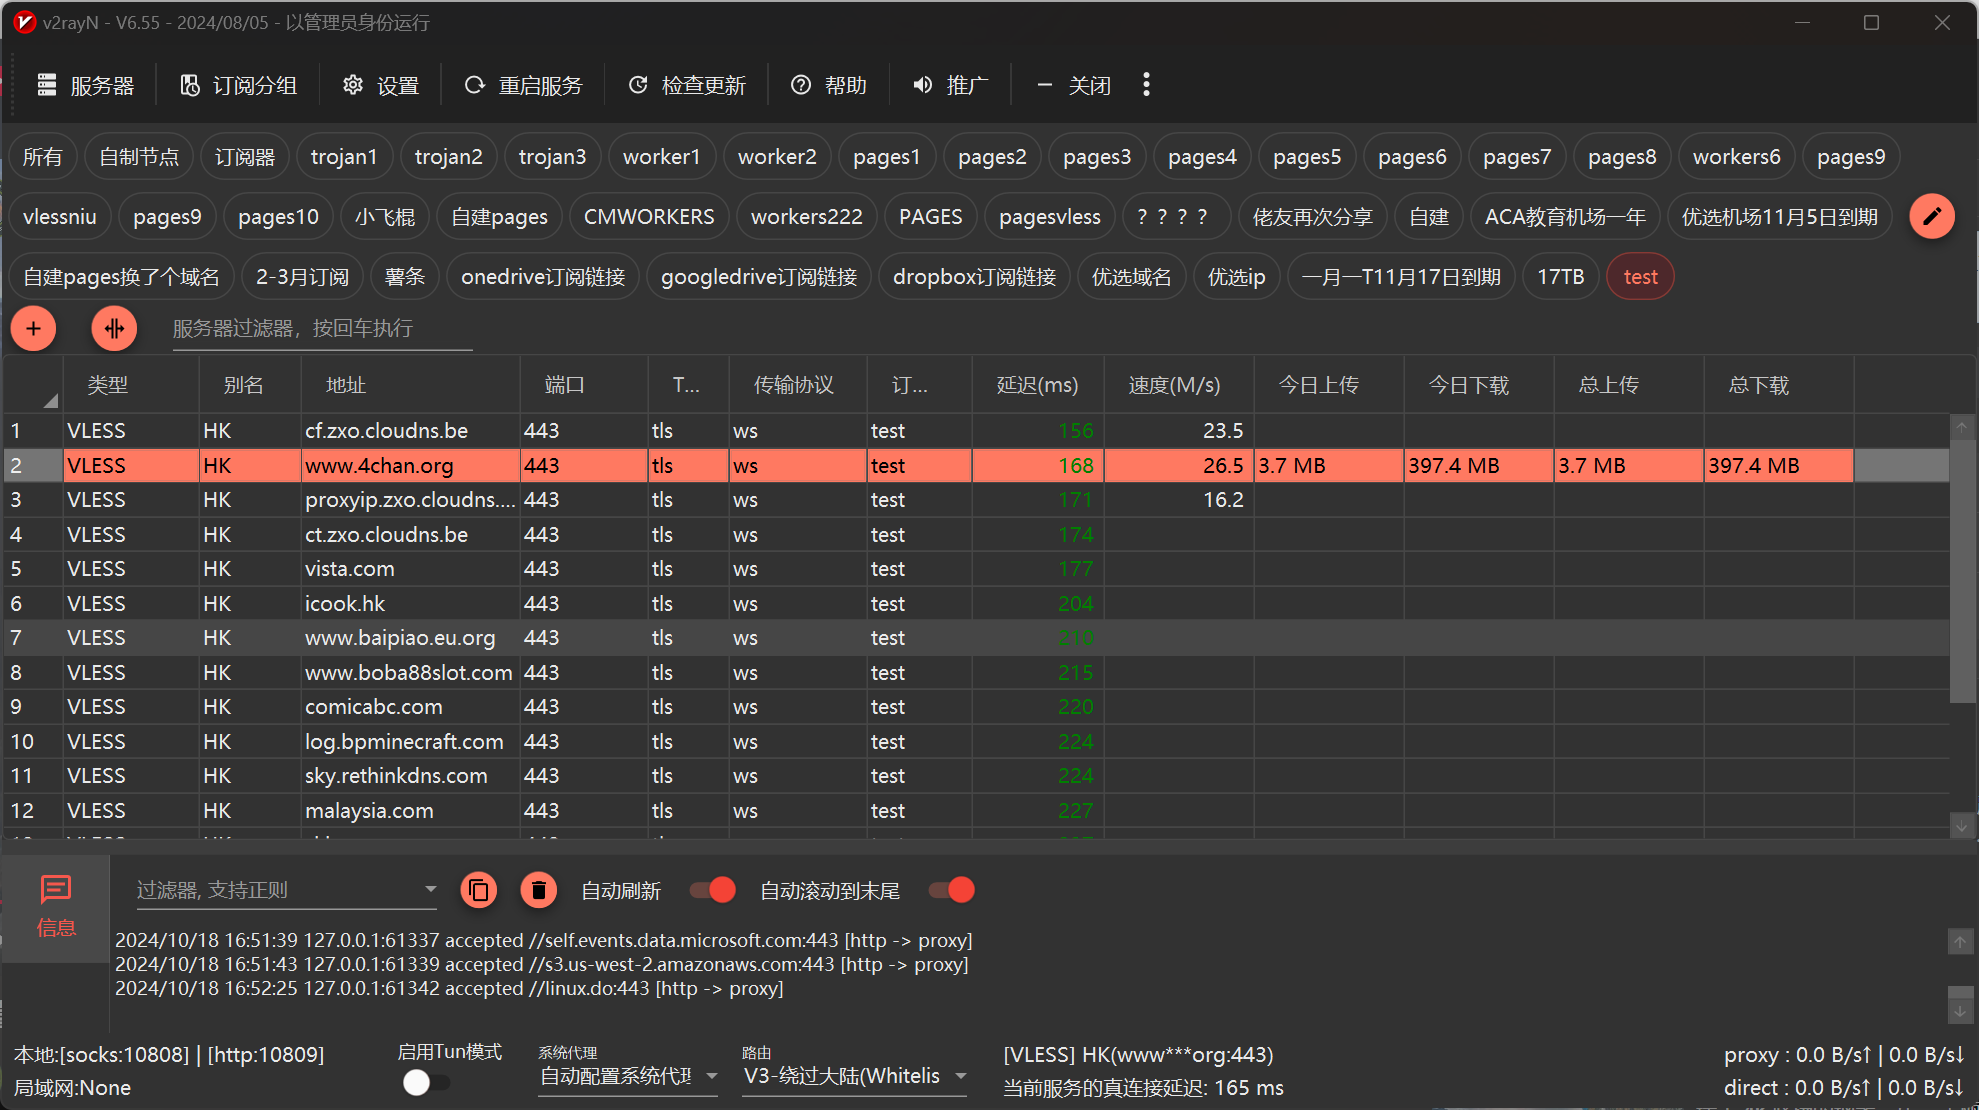 v2rayN - V6.55 - 2024/08/05 - 以管理员身份运行
服务器 订阅分组 设置 重启服务 检查更新 帮助 推广 关闭
所有 自制节点 订阅器 trojan1 trojan2 trojan3 worker1 worker2 pages1 pages2 pages3 pages4 pages5 pages6 pages7 pages8 workers6 pages9
vlessniu pages9 pages10 小飞棍 自建pages CMWORKERS workers222 PAGES pagesvless ？？？？ 佬友再次分享 自建 ACA教育机场一年 优选机场11月5日到期
自建pages换了个域名 2-3月订阅 薯条 onedrive订阅链接 googledrive订阅链接 dropbox订阅链接 优选域名 优选ip 一月一T11月17日到期 17TB test
服务器过滤器，按回车执行
类型 别名 地址 端口 T... 传输协议 订... 延迟(ms) 速度(M/s) 今日上传 今日下载 总上传 总下载
1 VLESS HK cf.zxo.cloudns.be 443 tls ws test 156 23.5
2 VLESS HK www.4chan.org 443 tls ws test 168 26.5 3.7 MB 397.4 MB 3.7 MB 397.4 MB
3 VLESS HK proxyip.zxo.cloudns.... 443 tls ws test 171 16.2
4 VLESS HK ct.zxo.cloudns.be 443 tls ws test 174
5 VLESS HK vista.com 443 tls ws test 177
6 VLESS HK icook.hk 443 tls ws test 204
7 VLESS HK www.baipiao.eu.org 443 tls ws test 210
8 VLESS HK www.boba88slot.com 443 tls ws test 215
9 VLESS HK comicabc.com 443 tls ws test 220
10 VLESS HK log.bpminecraft.com 443 tls ws test 224
11 VLESS HK sky.rethinkdns.com 443 tls ws test 224
12 VLESS HK malaysia.com 443 tls ws test 227
信息
过滤器, 支持正则 自动刷新 自动滚动到末尾
2024/10/18 16:51:39 127.0.0.1:61337 accepted //self.events.data.microsoft.com:443 [http -> proxy]
2024/10/18 16:51:43 127.0.0.1:61339 accepted //s3.us-west-2.amazonaws.com:443 [http -> proxy]
2024/10/18 16:52:25 127.0.0.1:61342 accepted //linux.do:443 [http -> proxy]
本地:[socks:10808] | [http:10809]
局域网:None
启用Tun模式
系统代理
自动配置系统代理
路由
V3-绕过大陆(Whitelis
[VLESS] HK(www***org:443)
当前服务的真连接延迟: 165 ms
proxy : 0.0 B/s↑ | 0.0 B/s↓
direct : 0.0 B/s↑ | 0.0 B/s↓